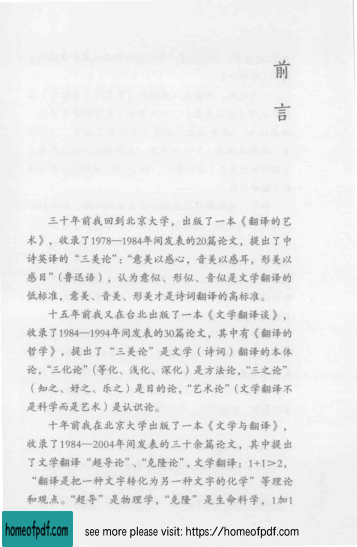 前
言
三十年前我回到北京大学，出版了一本《翻译的艺
术》，收录了1978—1984年间发表的20篇论文，提出了中
诗英译的“三美论”：“意美以感心，音美以感耳，形美以
感目”（鲁迅语），认为意似、形似、音似是文学翻译的
低标准，意美、音美、形美才是诗词翻译的高标准。
十五年前我又在台北出版了一本《文学翻译谈》，
收录了1984—1994年间发表的30篇论文，其中有《翻译的
哲学》，提出了“三美论”是文学（诗词）翻译的本体
论，“三化论”（等化、浅化、深化）是方法论，“三之论”
（知之、好之、乐之）是目的论，“艺术论”（文学翻译不
是科学而是艺术）是认识论。
十年前我在北京大学出版了一本《文学与翻译》，
收录了1984—2004年间发表的三十余篇论文，其中提出
了文学翻译“超导论”、“克隆论”，文学翻译：1+1＞2，
“翻译是把一种文字转化为另一种文字的化学”等理论
和观点。“超导”是物理学，“克隆”是生命科学，1加1
homeofpdf.com
see more please visit: https://homeofpdf.com